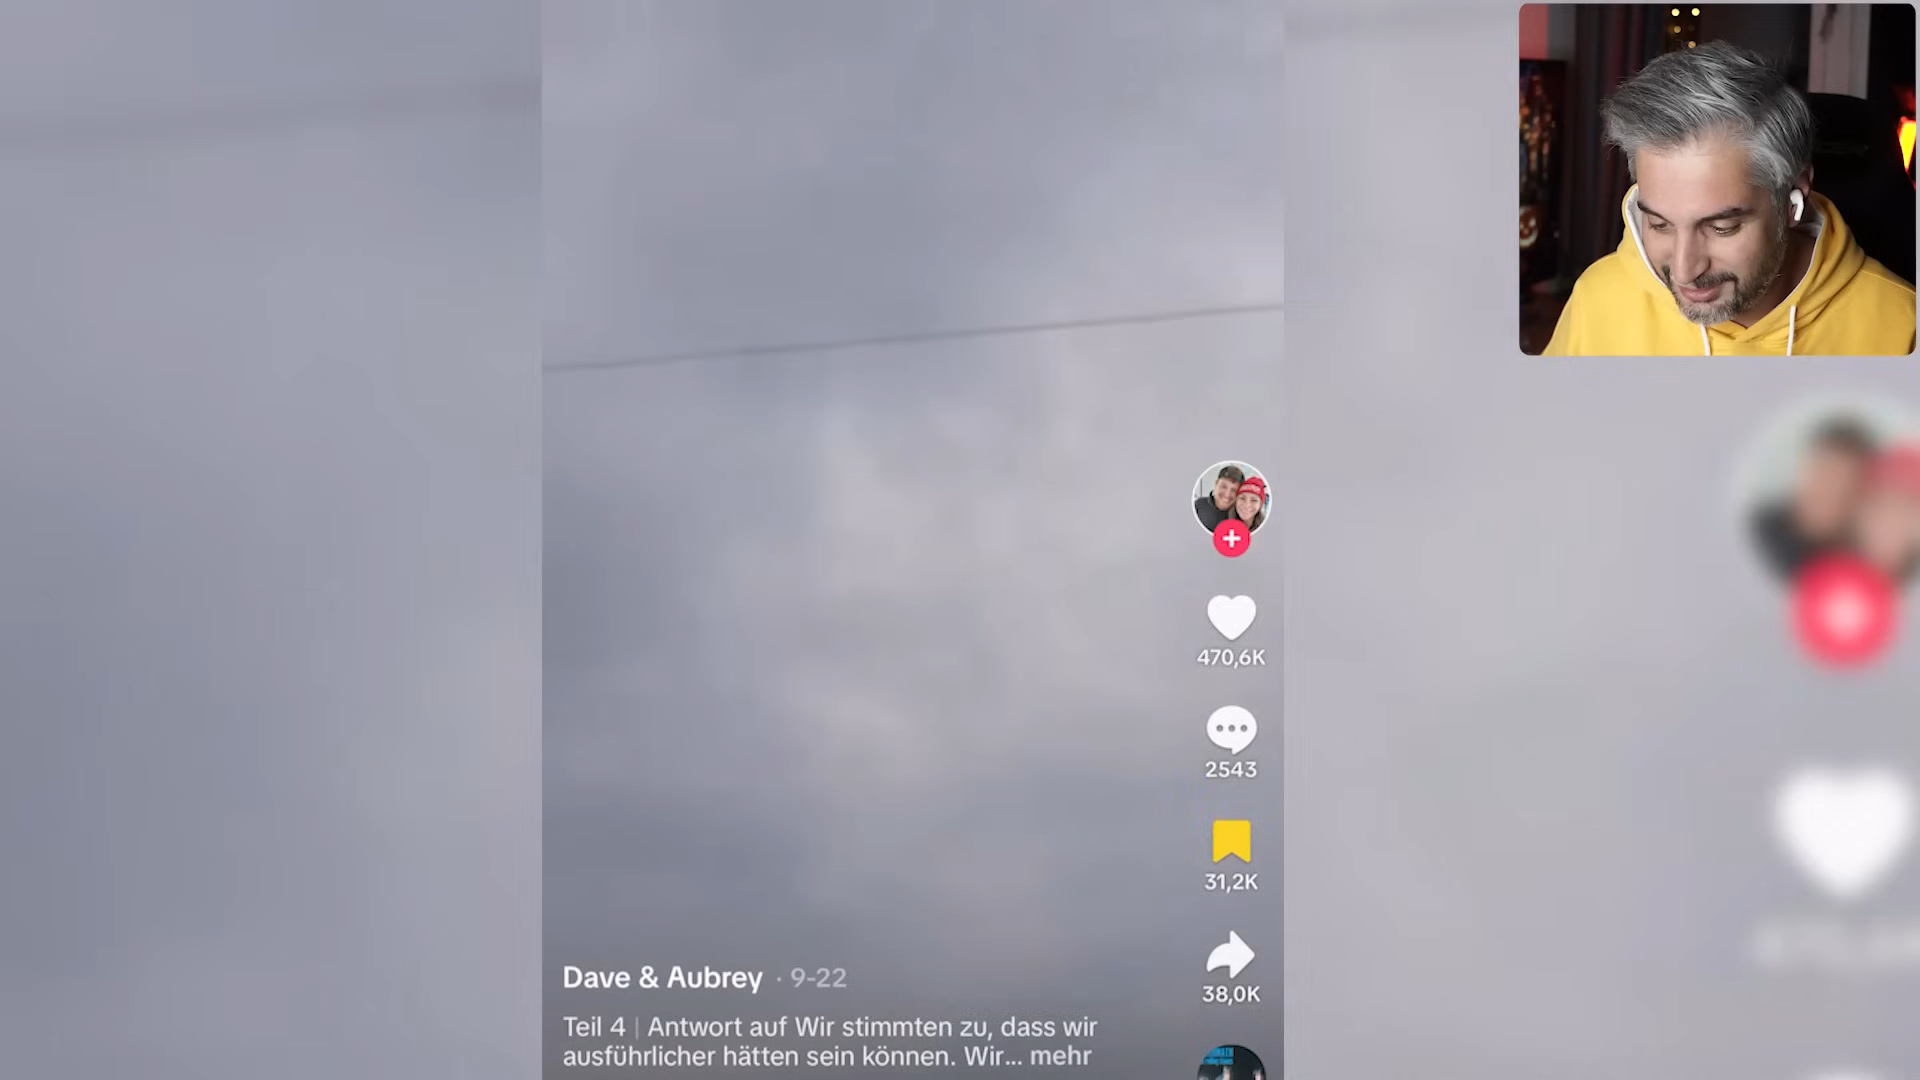 470,6K
2543
31,2K
38,0K
Dave & Aubrey · 9-22
Teil 4 | Antwort auf Wir stimmten zu, dass wir
ausführlicher hätten sein können. Wir... mehr